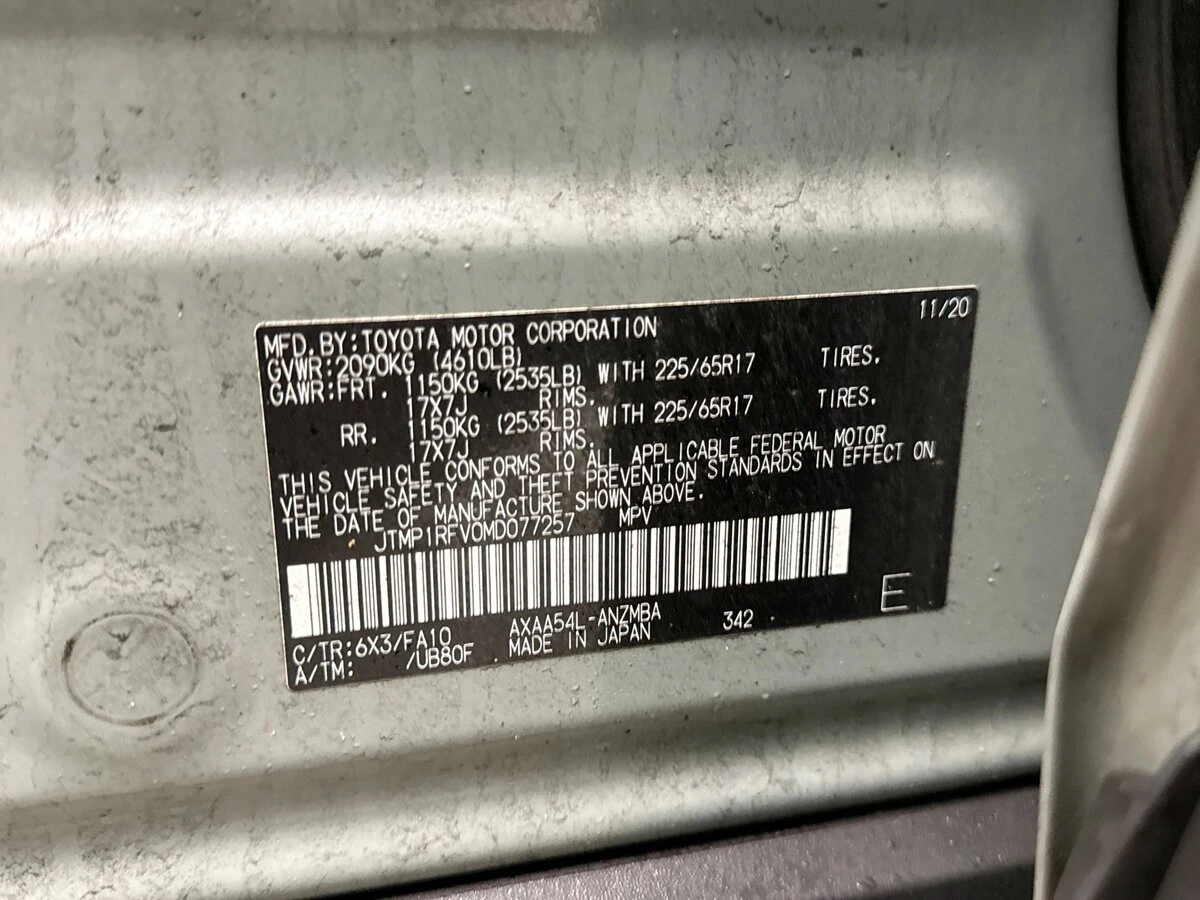 11/20
MFD. BY: TOYOTA MOTOR CORPORATION
GVWR: 2090KG (4610LB)
GAWR: FRT. 1150KG (2535LB) WITH 225/65R17 TIRES.
17X7J RIMS.
RR. 1150KG (2535LB) WITH 225/65R17 TIRES.
17X7J RIMS.
THIS VEHICLE CONFORMS TO ALL APPLICABLE FEDERAL MOTOR
VEHICLE SAFETY AND THEFT PREVENTION STANDARDS IN EFFECT ON
THE DATE OF MANUFACTURE SHOWN ABOVE.
JTMP1RFV0MD077257 MPV
C/TR: 6X3/FA10 AXAA54L-ANZMBA 342 E
A/TM: /UB80F MADE IN JAPAN